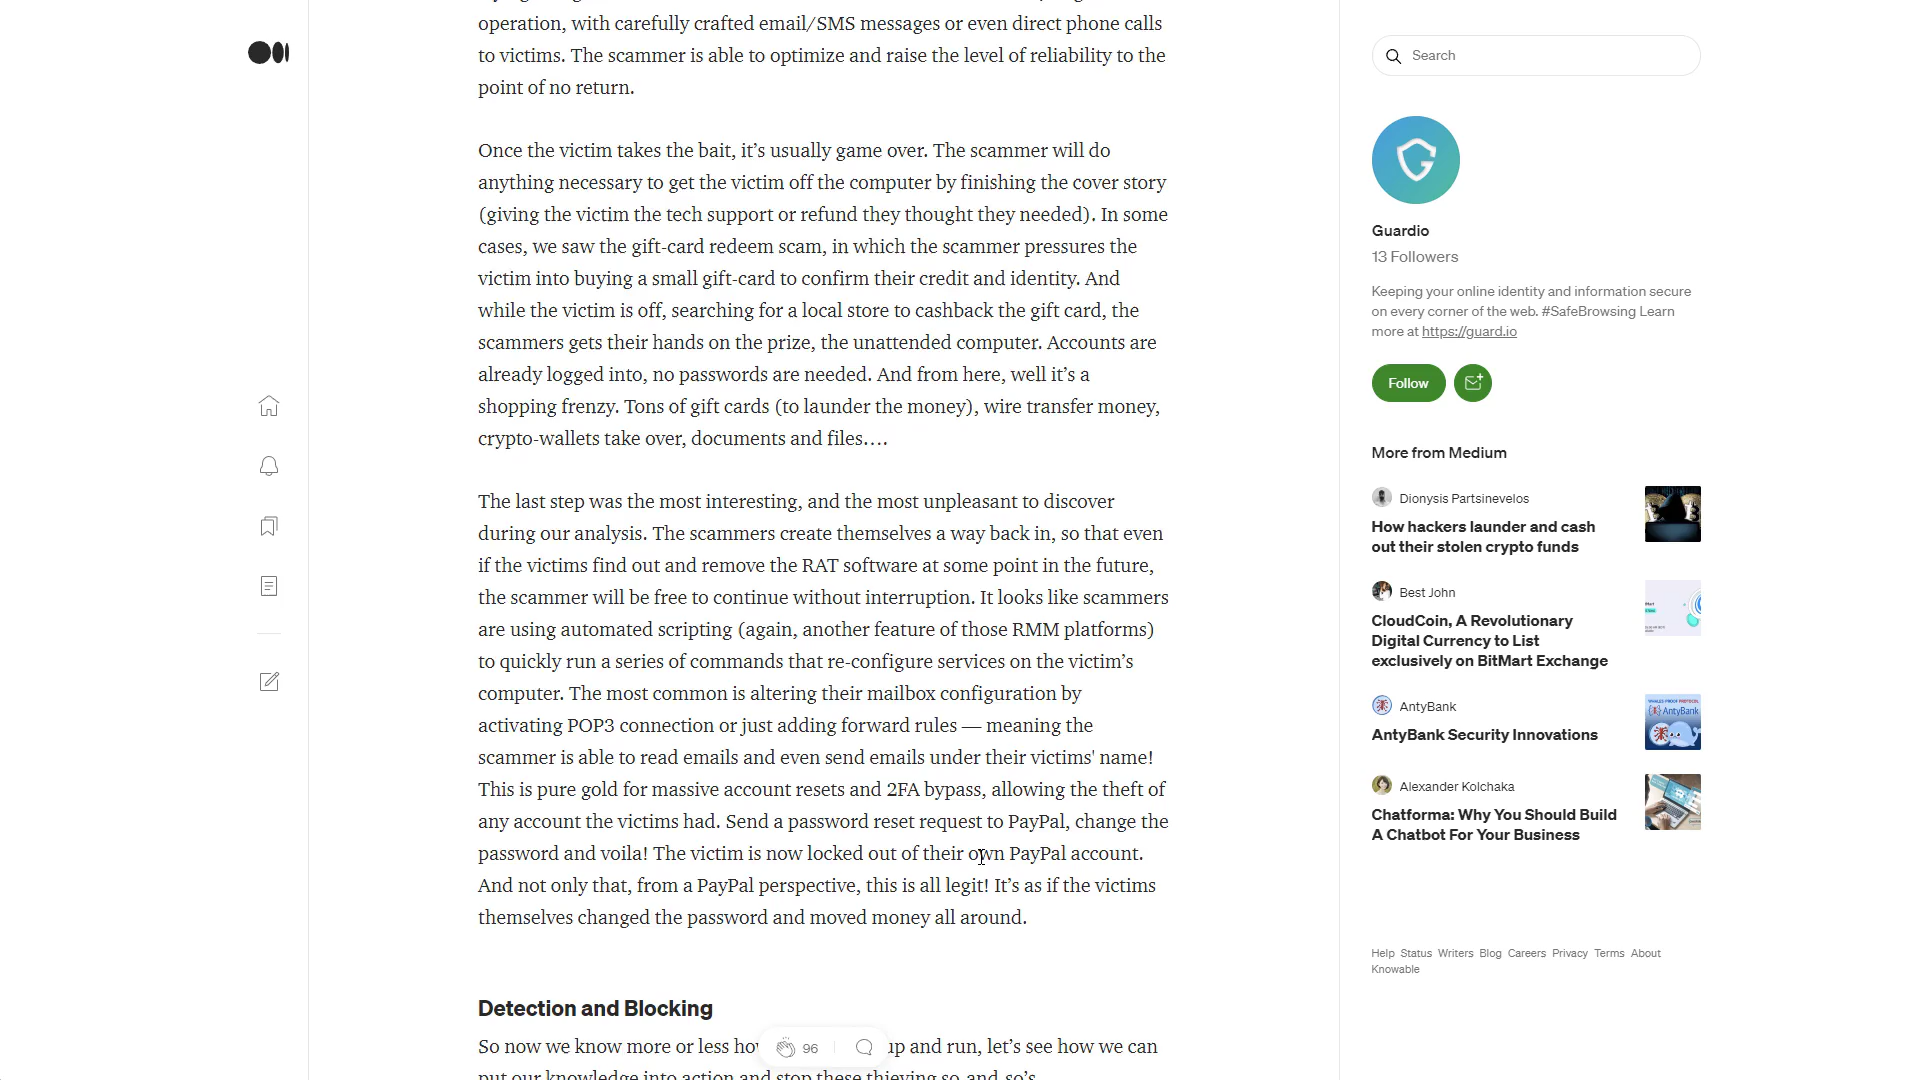 operation, with carefully crafted email/SMS messages or even direct phone calls
to victims. The scammer is able to optimize and raise the level of reliability to the
point of no return.
Once the victim takes the bait, it’s usually game over. The scammer will do
anything necessary to get the victim off the computer by finishing the cover story
(giving the victim the tech support or refund they thought they needed). In some
cases, we saw the gift-card redeem scam, in which the scammer pressures the
victim into buying a small gift-card to confirm their credit and identity. And
while the victim is off, searching for a local store to cashback the gift card, the
scammers gets their hands on the prize, the unattended computer. Accounts are
already logged into, no passwords are needed. And from here, well it’s a
shopping frenzy. Tons of gift cards (to launder the money), wire transfer money,
crypto-wallets take over, documents and files….
The last step was the most interesting, and the most unpleasant to discover
during our analysis. The scammers create themselves a way back in, so that even
if the victims find out and remove the RAT software at some point in the future,
the scammer will be free to continue without interruption. It looks like scammers
are using automated scripting (again, another feature of those RMM platforms)
to quickly run a series of commands that re-configure services on the victim’s
computer. The most common is altering their mailbox configuration by
activating POP3 connection or just adding forward rules — meaning the
scammer is able to read emails and even send emails under their victims' name!
This is pure gold for massive account resets and 2FA bypass, allowing the theft of
any account the victims had. Send a password reset request to PayPal, change the
password and voila! The victim is now locked out of their own PayPal account.
And not only that, from a PayPal perspective, this is all legit! It’s as if the victims
themselves changed the password and moved money all around.
Detection and Blocking
So now we know more or less up and run, let’s see how we can
put our knowledge into action and stop these thieving so-and-so’s
96
Search
Guardio
13 Followers
Keeping your online identity and information secure
on every corner of the web. #SafeBrowsing Learn
more at https://guard.io
Follow
More from Medium
Dionysis Partsinevelos
How hackers launder and cash
out their stolen crypto funds
Best John
CloudCoin, A Revolutionary
Digital Currency to List
exclusively on BitMart Exchange
AntyBank
AntyBank Security Innovations
AntyBank
Alexander Kolchaka
Chatforma: Why You Should Build
A Chatbot For Your Business
Help Status Writers Blog Careers Privacy Terms About
Knowable